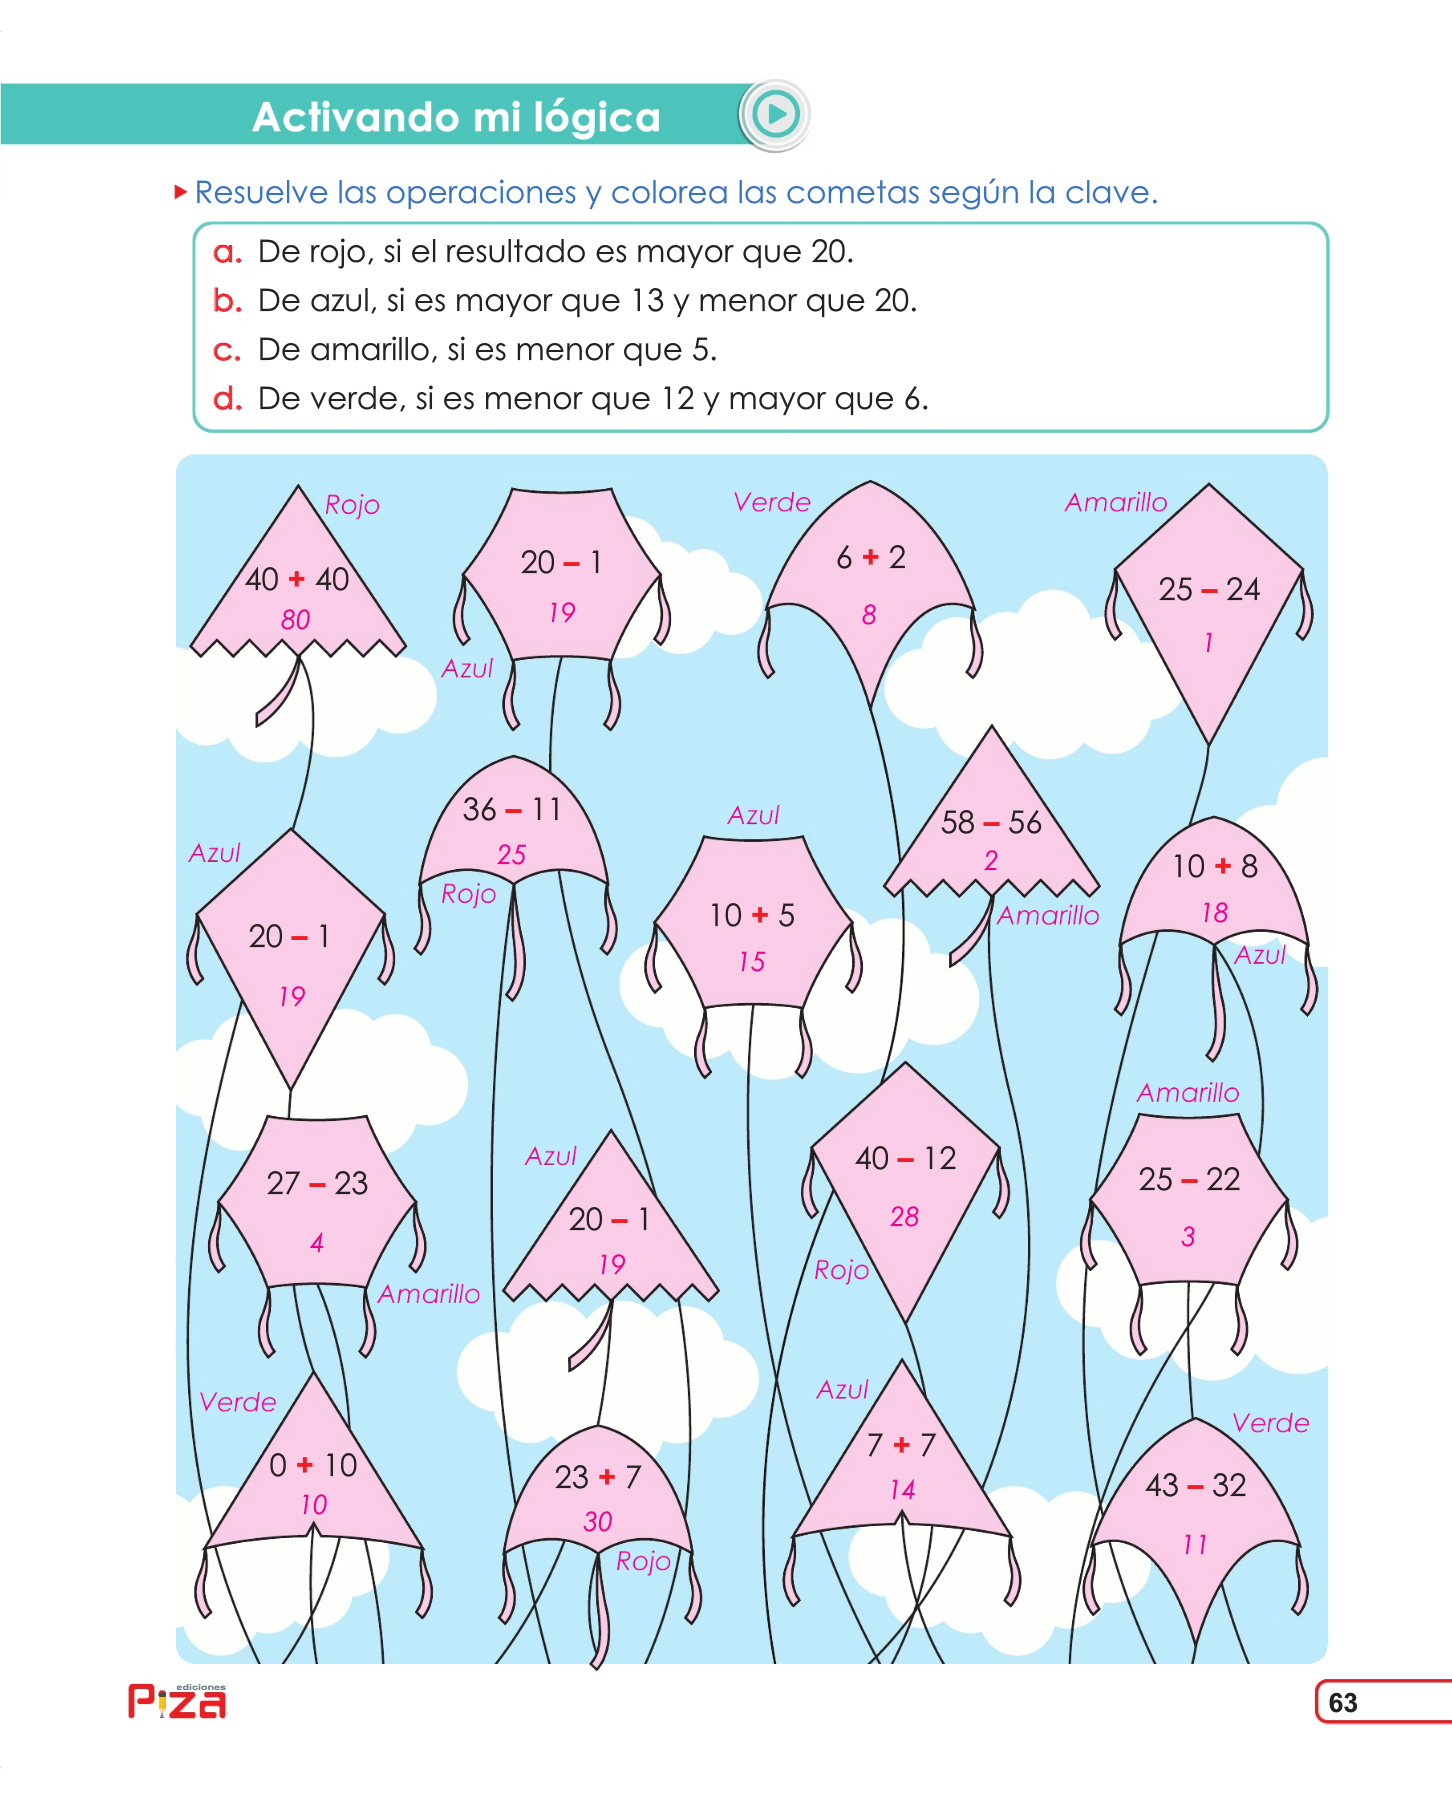 Activando mi lógica
Resuelve las operaciones y colorea las cometas según la clave.
a. De rojo, si el resultado es mayor que 20.
b. De azul, si es mayor que 13 y menor que 20.
c. De amarillo, si es menor que 5.
d. De verde, si es menor que 12 y mayor que 6.
Rojo
40 + 40
80
20 – 1
19
Azul
Verde
6 + 2
8
Amarillo
25 – 24
1
Azul
20 – 1
19
36 – 11
25
Rojo
Azul
10 + 5
15
58 – 56
2
Amarillo
10 + 8
18
Azul
27 – 23
4
Amarillo
Azul
20 – 1
19
40 – 12
28
Rojo
Amarillo
25 – 22
3
Verde
0 + 10
10
23 + 7
30
Rojo
Azul
7 + 7
14
Verde
43 – 32
11
ediciones
Piza
63